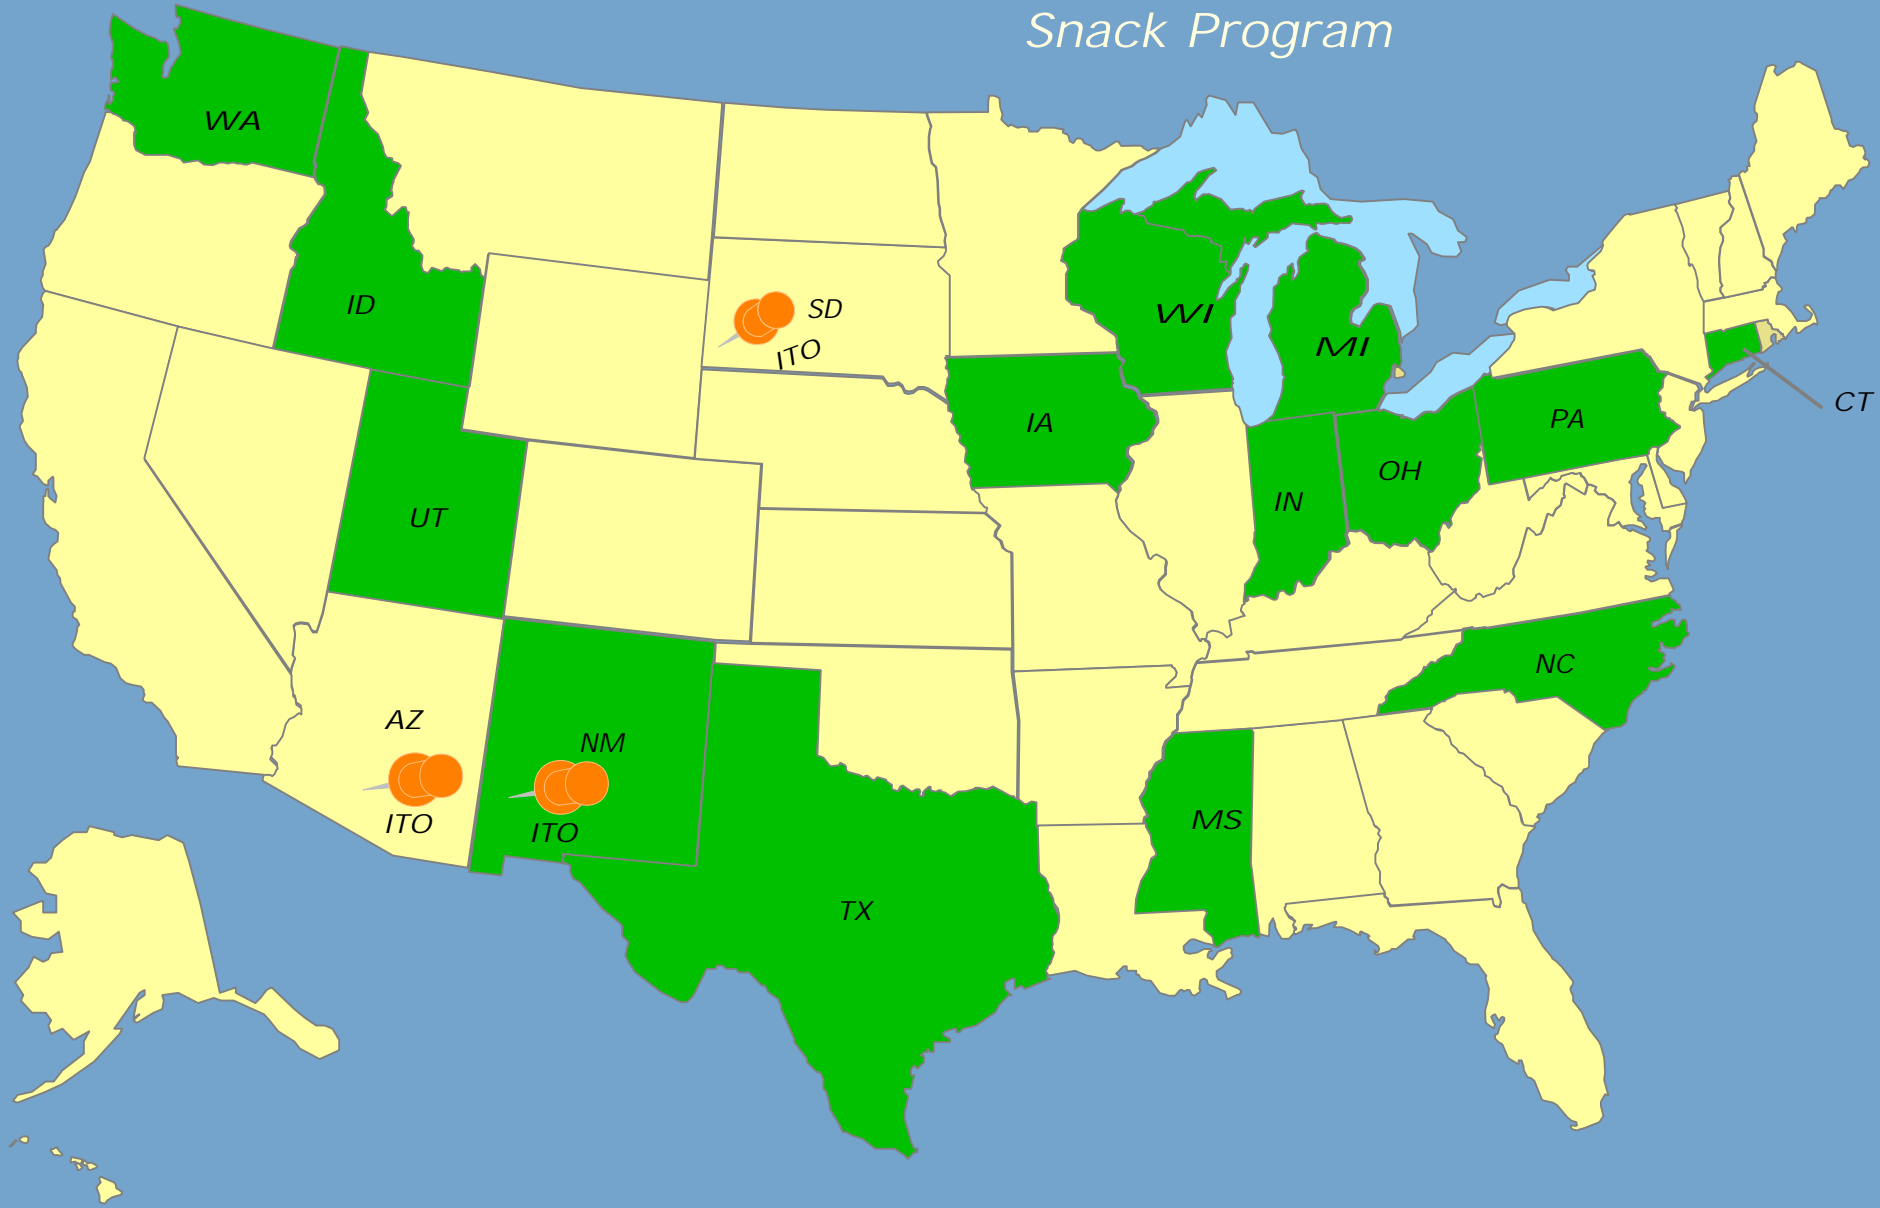 Snack Program
WA
ID
SD
ITO
WI
MI
CT
IA
PA
OH
IN
UT
NC
AZ
NM
ITO
ITO
MS
TX